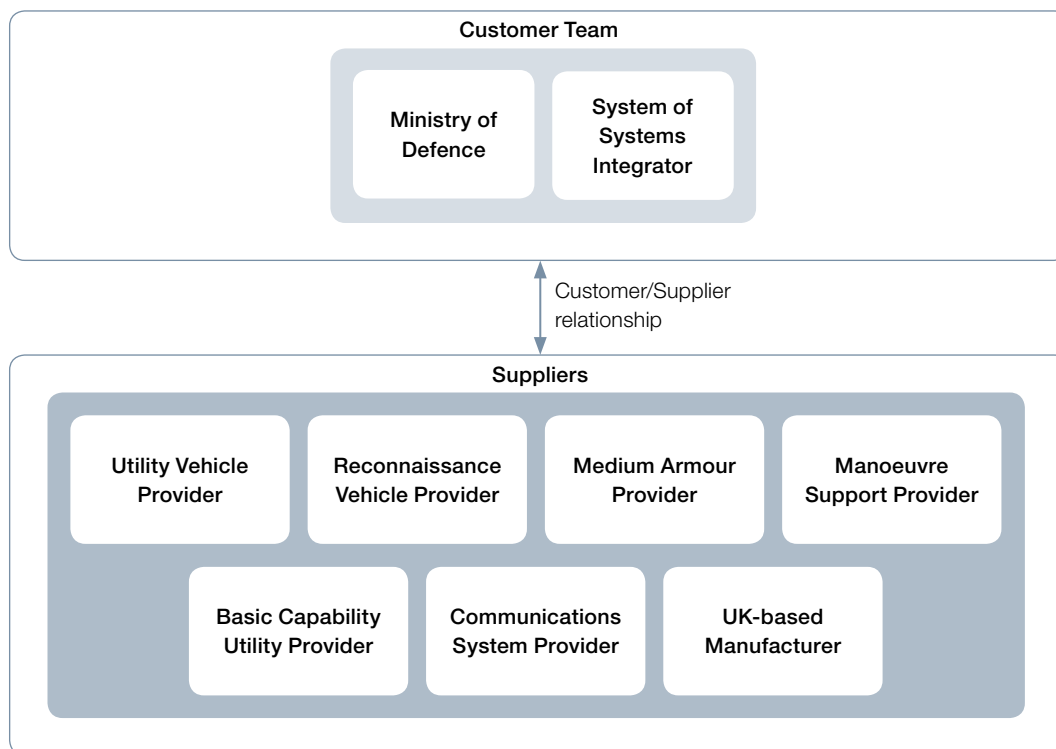 Customer Team
Ministry of
Defence
System of
Systems
Integrator
Customer/Supplier
relationship
Suppliers
Utility Vehicle
Provider
Reconnaissance
Vehicle Provider
Medium Armour
Provider
Manoeuvre
Support Provider
Basic Capability
Utility Provider
Communications
System Provider
UK-based
Manufacturer